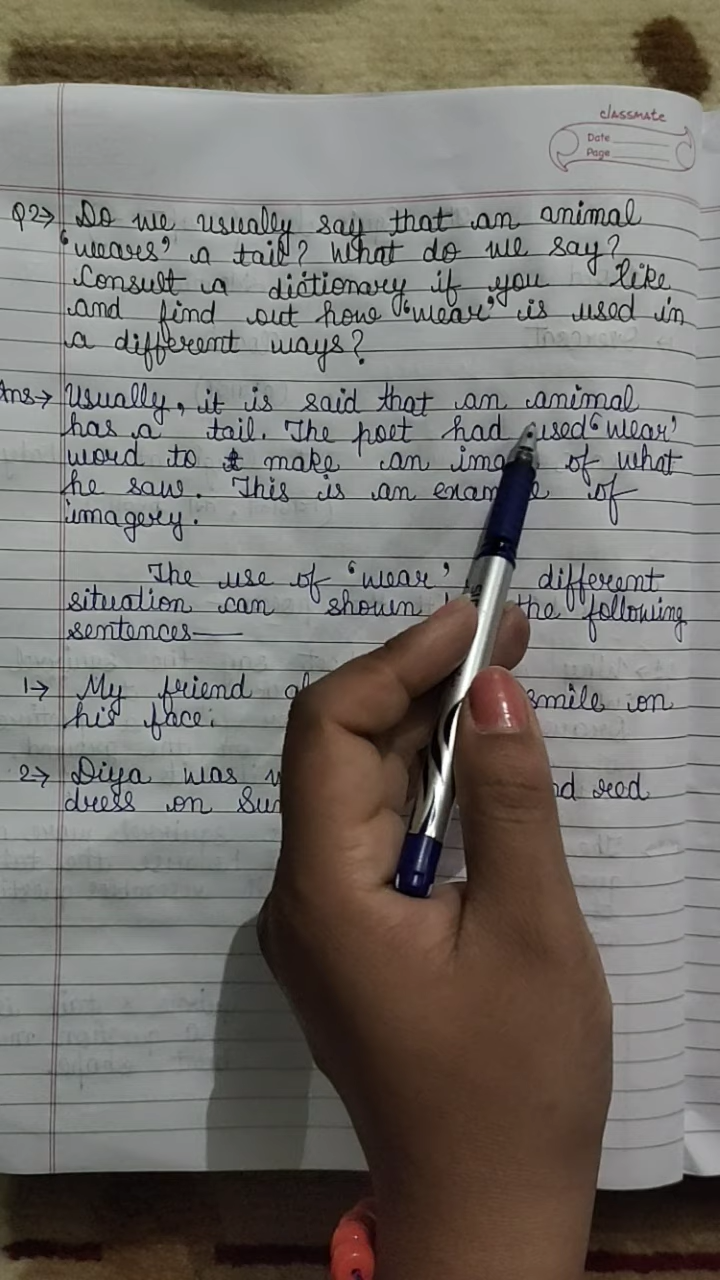 classmate
Date
Page
Q2→ Do we usually say that an animal
'weares' a tail? What do we say?
Consult a dictionary if you like
and find out how 'wear' is used in
a different ways?
Ans→ Usually, it is said that an animal
has a tail. The poet had used 'wear'
word to make an of what
he saw. This is an of
imagery.
The use of 'wear' different
situation can shown the following
sentences—
1→ My friend smile on
his face.
2→ Diya was red
dress on